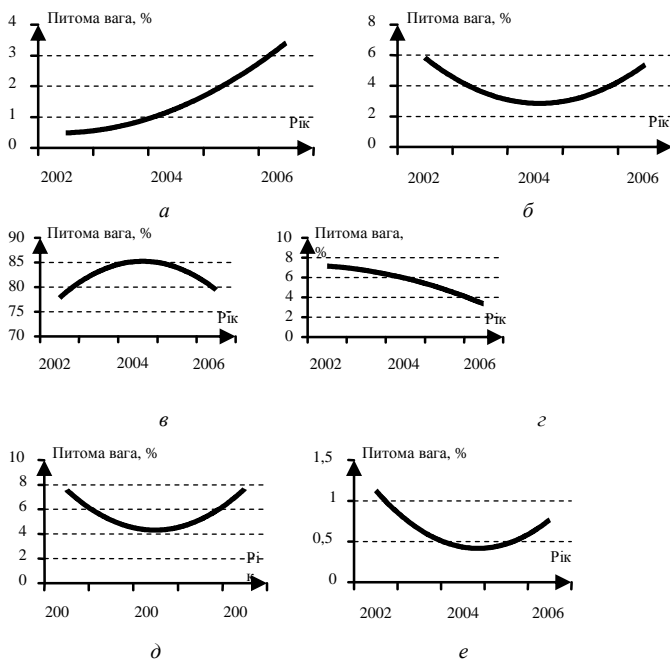 Питома вага, %
4
3
2
1
0
Рік
2002 2004 2006
а
Питома вага, %
8
6
4
2
0
Рік
2002 2004 2006
б
Питома вага, %
90
85
80
75
70
Рік
2002 2004 2006
в
Питома вага,
%
10
8
6
4
2
0
Рік
2002 2004 2006
г
Питома вага, %
10
8
6
4
2
0
Рі
к
200 200 200
д
Питома вага, %
1,5
1
0,5
0
Рік
2002 2004 2006
е